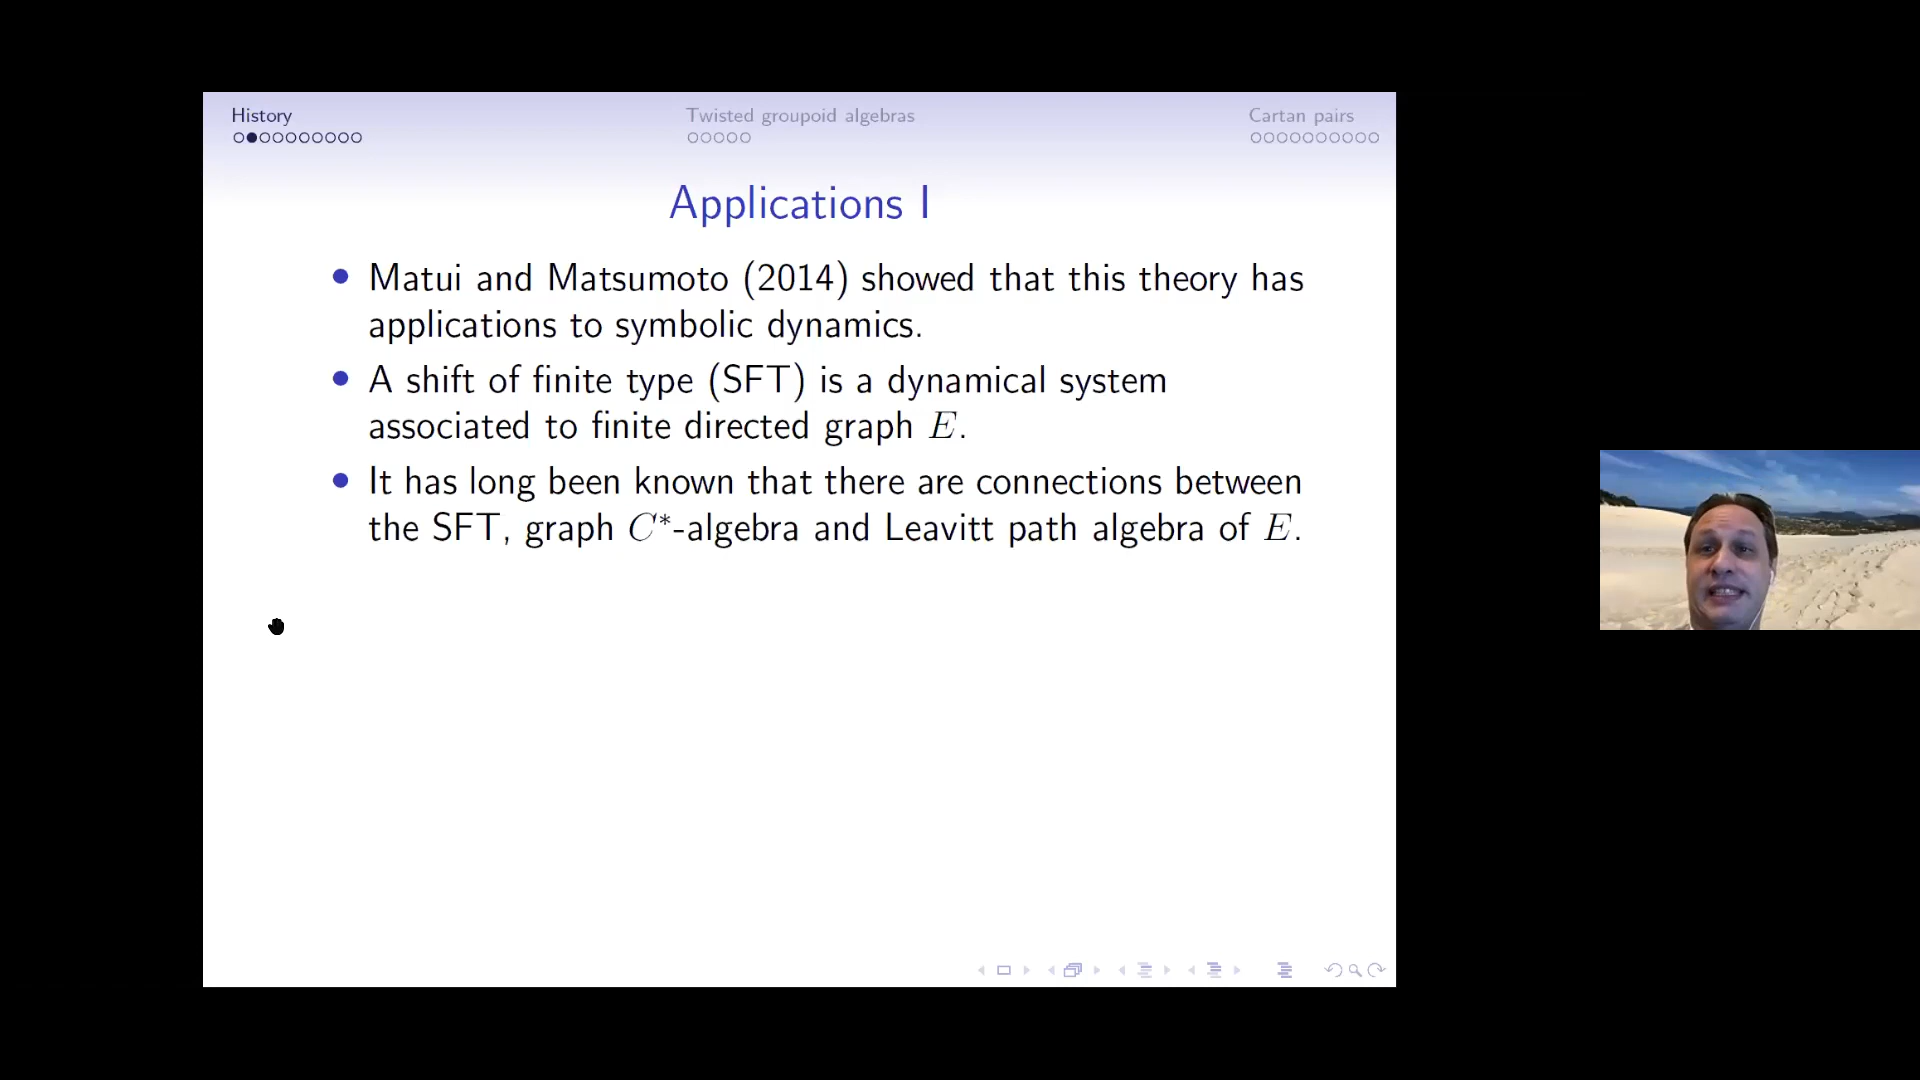 History
Twisted groupoid algebras
Cartan pairs
Applications I
Matui and Matsumoto (2014) showed that this theory has
applications to symbolic dynamics.
A shift of finite type (SFT) is a dynamical system
associated to finite directed graph E.
It has long been known that there are connections between
the SFT, graph C*-algebra and Leavitt path algebra of E.